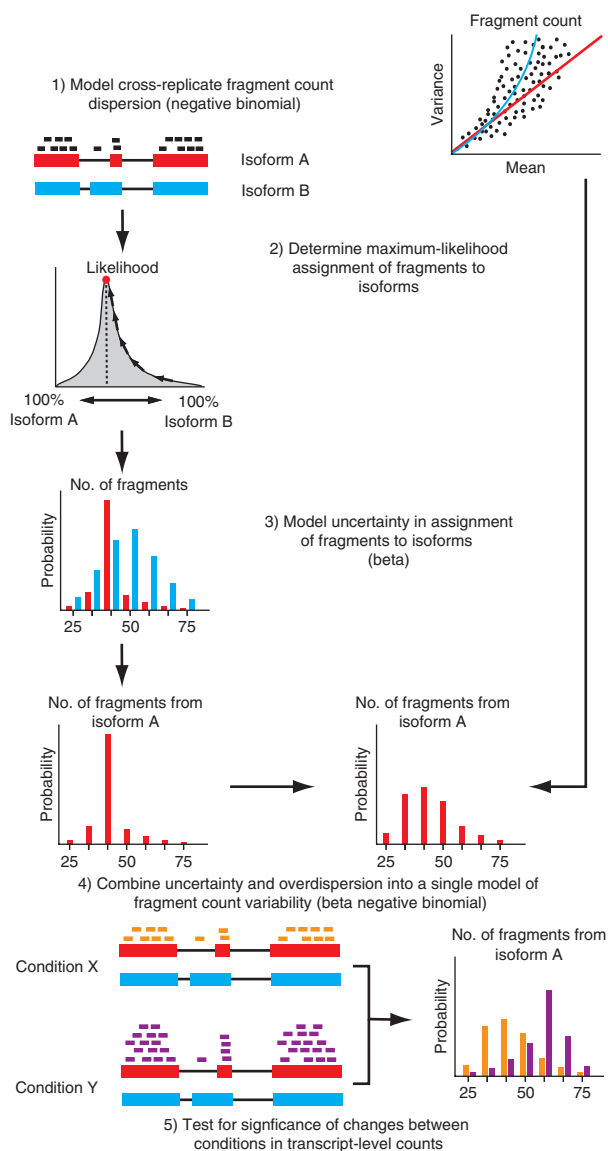 Fragment count
Variance
Mean
1) Model cross-replicate fragment count
dispersion (negative binomial)
Isoform A
Isoform B
2) Determine maximum-likelihood
assignment of fragments to
isoforms
Likelihood
100%
Isoform A
100%
Isoform B
No. of fragments
Probability
25
50
75
3) Model uncertainty in assignment
of fragments to isoforms
(beta)
No. of fragments from
isoform A
Probability
25
50
75
No. of fragments from
isoform A
Probability
25
50
75
4) Combine uncertainty and overdispersion into a single model of
fragment count variability (beta negative binomial)
Condition X
Condition Y
No. of fragments from
isoform A
Probability
25
50
75
5) Test for signficance of changes between
conditions in transcript-level counts